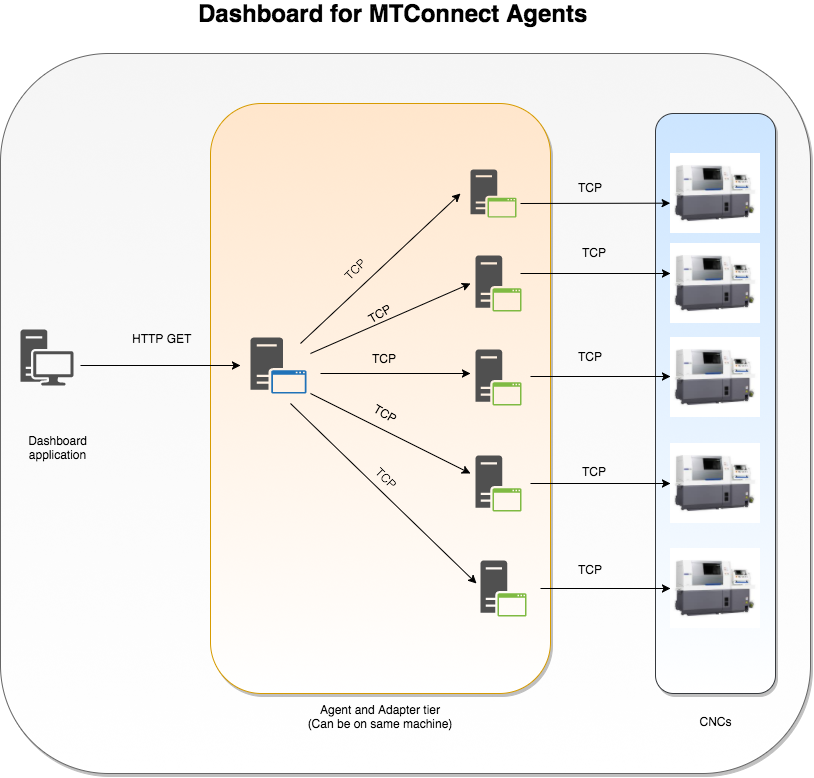 Dashboard for MTConnect Agents
TCP
TCP
TCP
TCP
HTTP GET
TCP
TCP
TCP
Dashboard
application
TCP
TCP
TCP
Agent and Adapter tier
(Can be on same machine)
CNCs